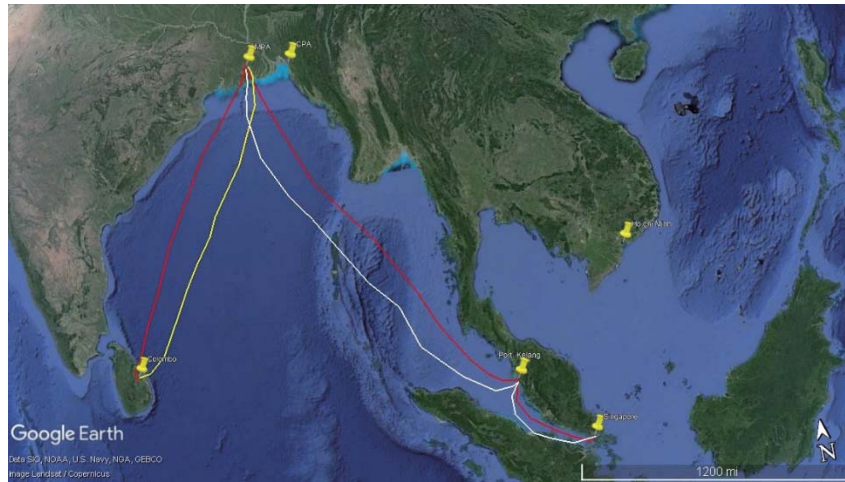 MPA
CPA
Ho chi Minh
Colombo
Port Kelang
Singapore
Google Earth
Data SIO, NOAA, U.S. Navy, NGA, GEBCO
Image Landsat / Copernicus
N
1200 mi